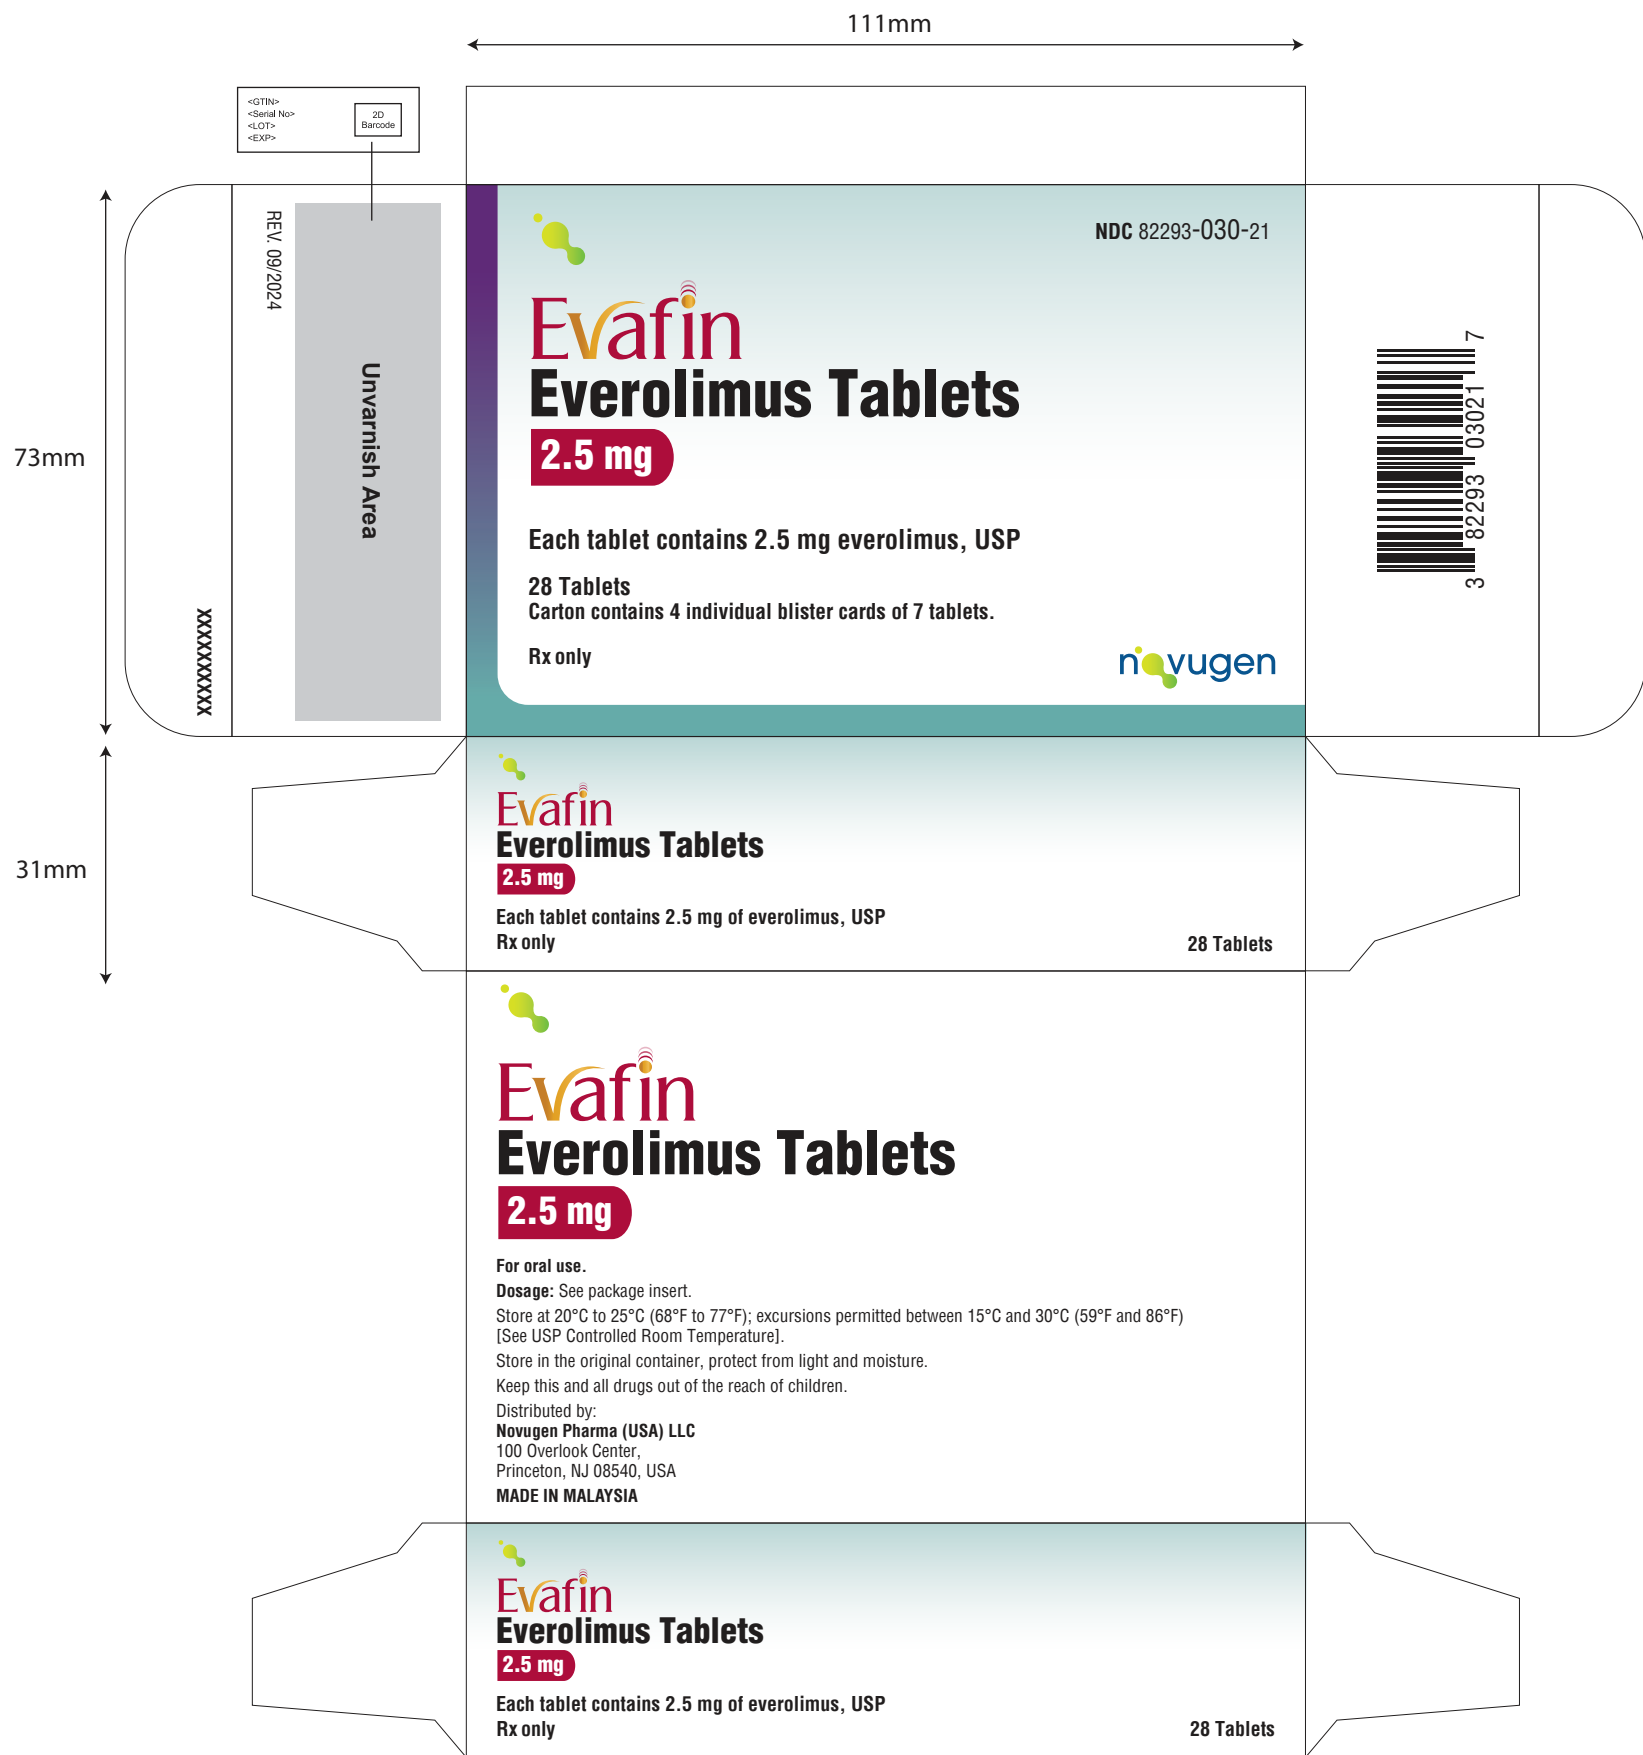 111mm
<GTIN>
<Serial No>
<LOT>
<EXP>
2D
Barcode
73mm
31mm
REV. 09/2024
Unvarnish Area
XXXXXXXXXX
NDC 82293-030-21
Evafin
Everolimus Tablets
2.5 mg
Each tablet contains 2.5 mg everolimus, USP
28 Tablets
Carton contains 4 individual blister cards of 7 tablets.
Rx only
novugen
3 82293 03021 7
Evafin
Everolimus Tablets
2.5 mg
Each tablet contains 2.5 mg of everolimus, USP
Rx only
28 Tablets
Evafin
Everolimus Tablets
2.5 mg
For oral use.
Dosage: See package insert.
Store at 20°C to 25°C (68°F to 77°F); excursions permitted between 15°C and 30°C (59°F and 86°F)
[See USP Controlled Room Temperature].
Store in the original container, protect from light and moisture.
Keep this and all drugs out of the reach of children.
Distributed by:
Novugen Pharma (USA) LLC
100 Overlook Center,
Princeton, NJ 08540, USA
MADE IN MALAYSIA
Evafin
Everolimus Tablets
2.5 mg
Each tablet contains 2.5 mg of everolimus, USP
Rx only
28 Tablets